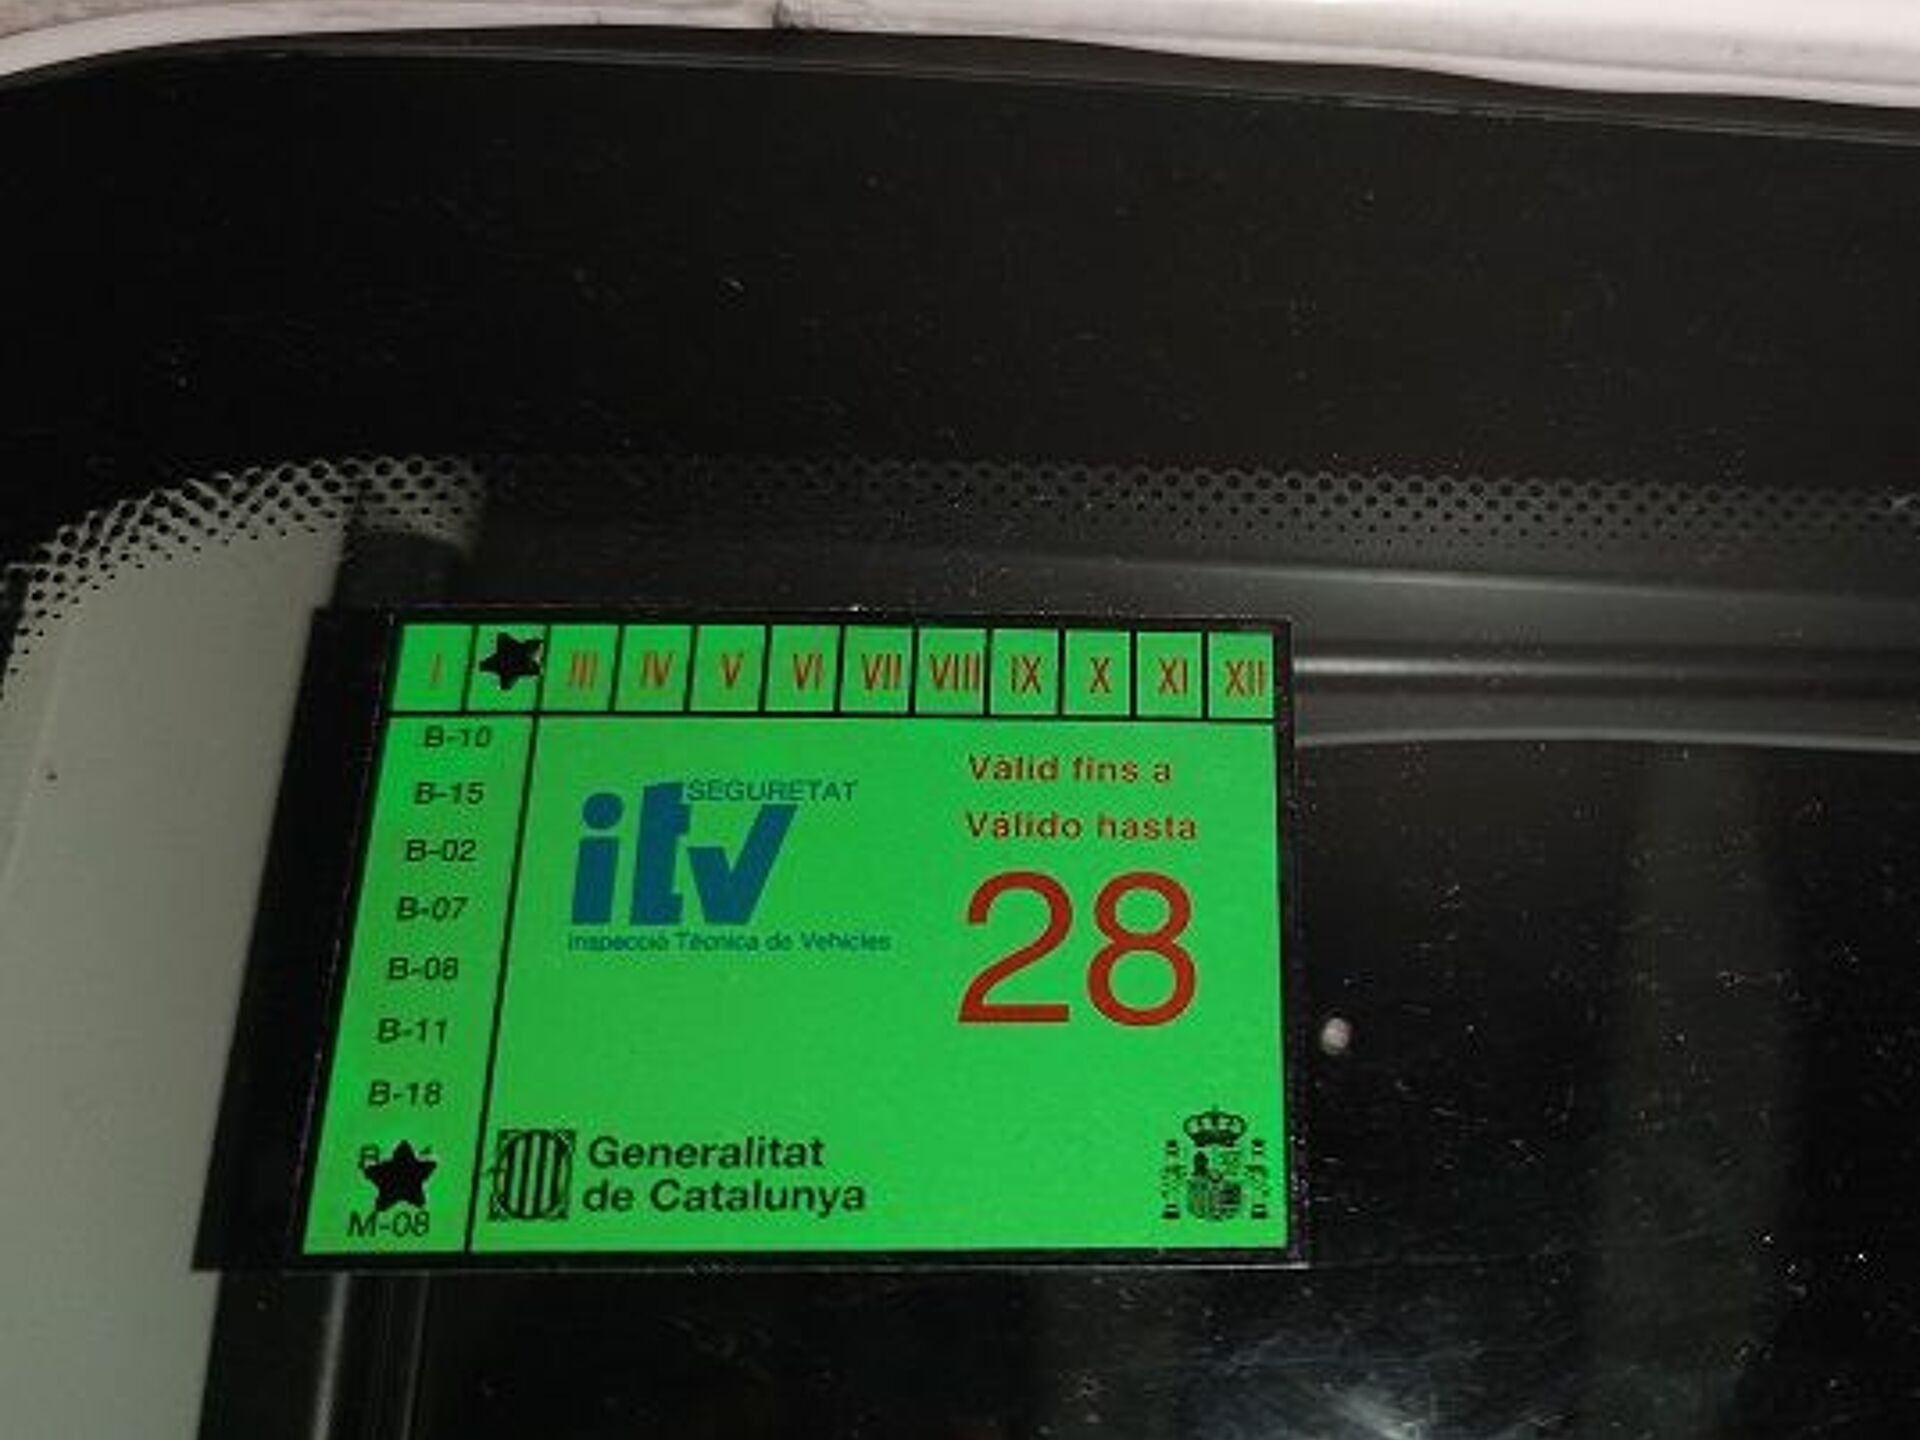 I III IV V VI VII VIII IX X XI XII
B-10
B-15
B-02
B-07
B-08
B-11
B-18
M-08
itv SEGURETAT
Inspecció Tècnica de Vehicles
Vàlid fins a
Válido hasta
28
Generalitat
de Catalunya